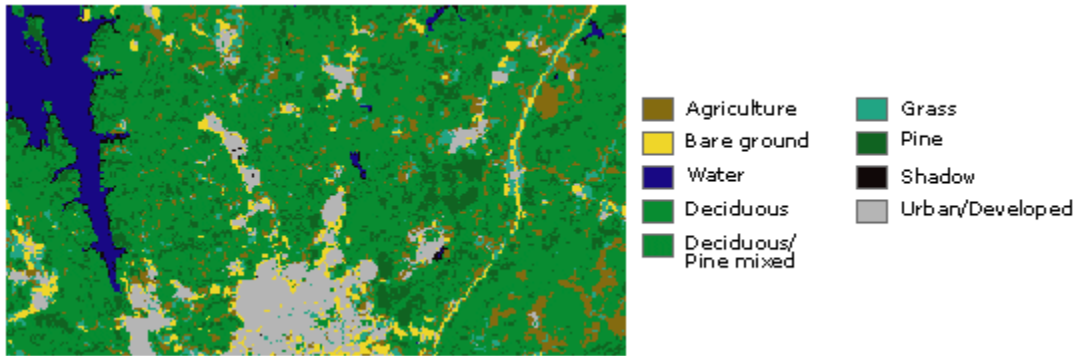 Agriculture
Bare ground
Water
Deciduous
Deciduous/
Pine mixed
Grass
Pine
Shadow
Urban/Developed